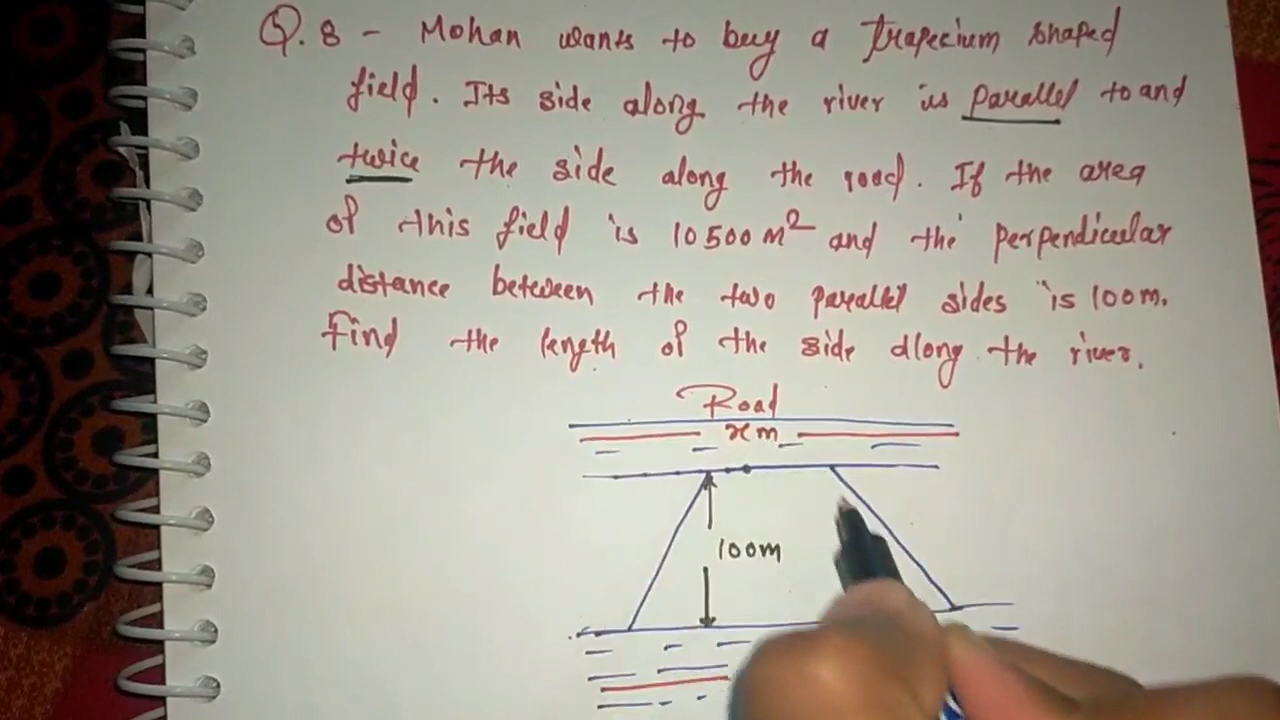 Q.8 - Mohan wants to buy a trapecium shaped
field. Its side along the river is parallel to and
twice the side along the road. If the area
of this field is 10500 m² and the perpendicular
distance between the two parallel sides is 100m.
Find the length of the side along the river.
Road
x m
100m